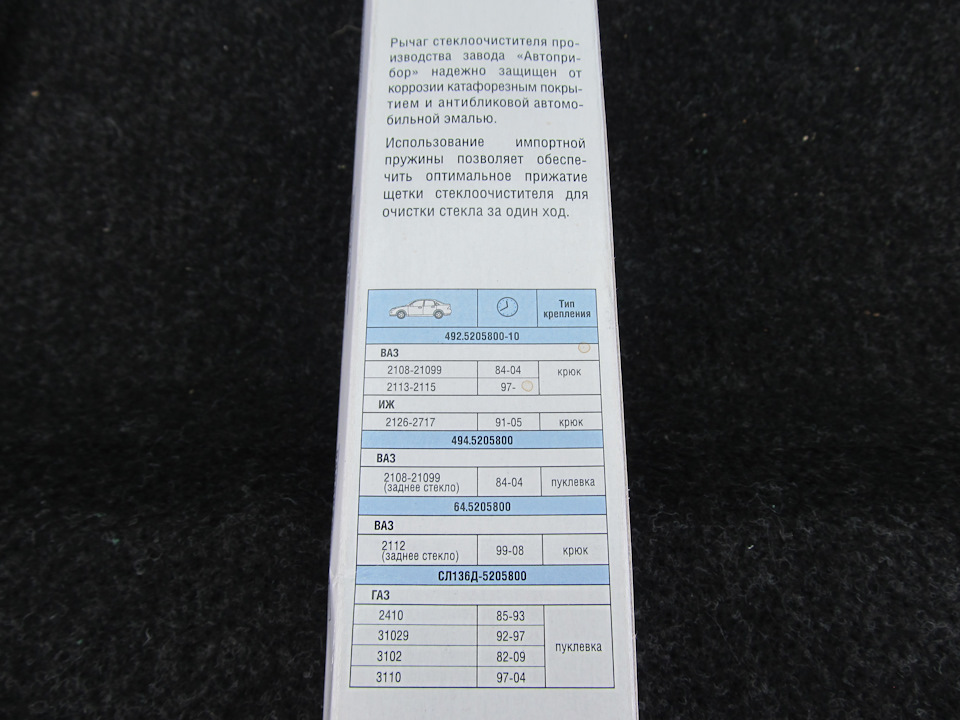 Рычаг стеклоочистителя про-
изводства завода «Автопри-
бор» надежно защищен от
коррозии катафорезным покры-
тием и антибликовой автомо-
бильной эмалью.
Использование импортной
пружины позволяет обеспе-
чить оптимальное прижатие
щетки стеклоочистителя для
очистки стекла за один ход.
Тип
крепления
492.5205800-10
ВАЗ
2108-21099 84-04 крюк
2113-2115 97-
ИЖ
2126-2717 91-05 крюк
494.5205800
ВАЗ
2108-21099
(заднее стекло) 84-04 пуклевка
64.5205800
ВАЗ
2112
(заднее стекло) 99-08 крюк
СЛ136Д-5205800
ГАЗ
2410 85-93
31029 92-97
пуклевка
3102 82-09
3110 97-04